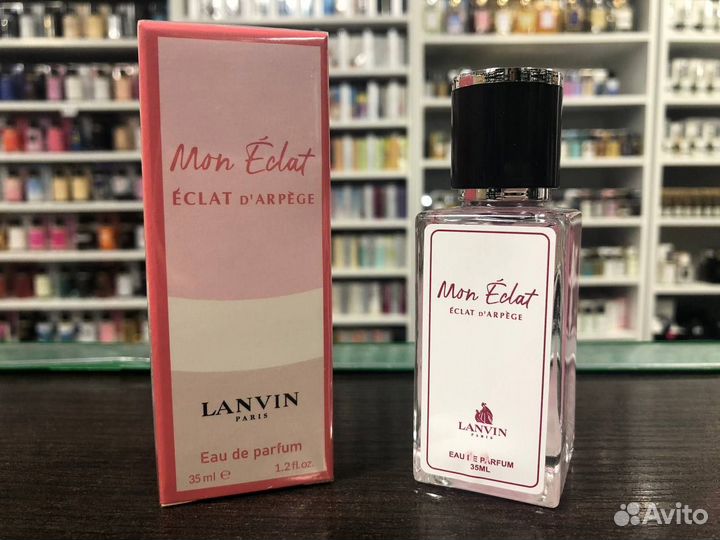 Mon Éclat
ÉCLAT D'ARPÈGE
LANVIN
PARIS
Eau de parfum
35 ml e 1.2 fl.oz.
Mon Éclat
ÉCLAT D'ARPÈGE
LANVIN
PARIS
EAU DE PARFUM
35ML
Avito